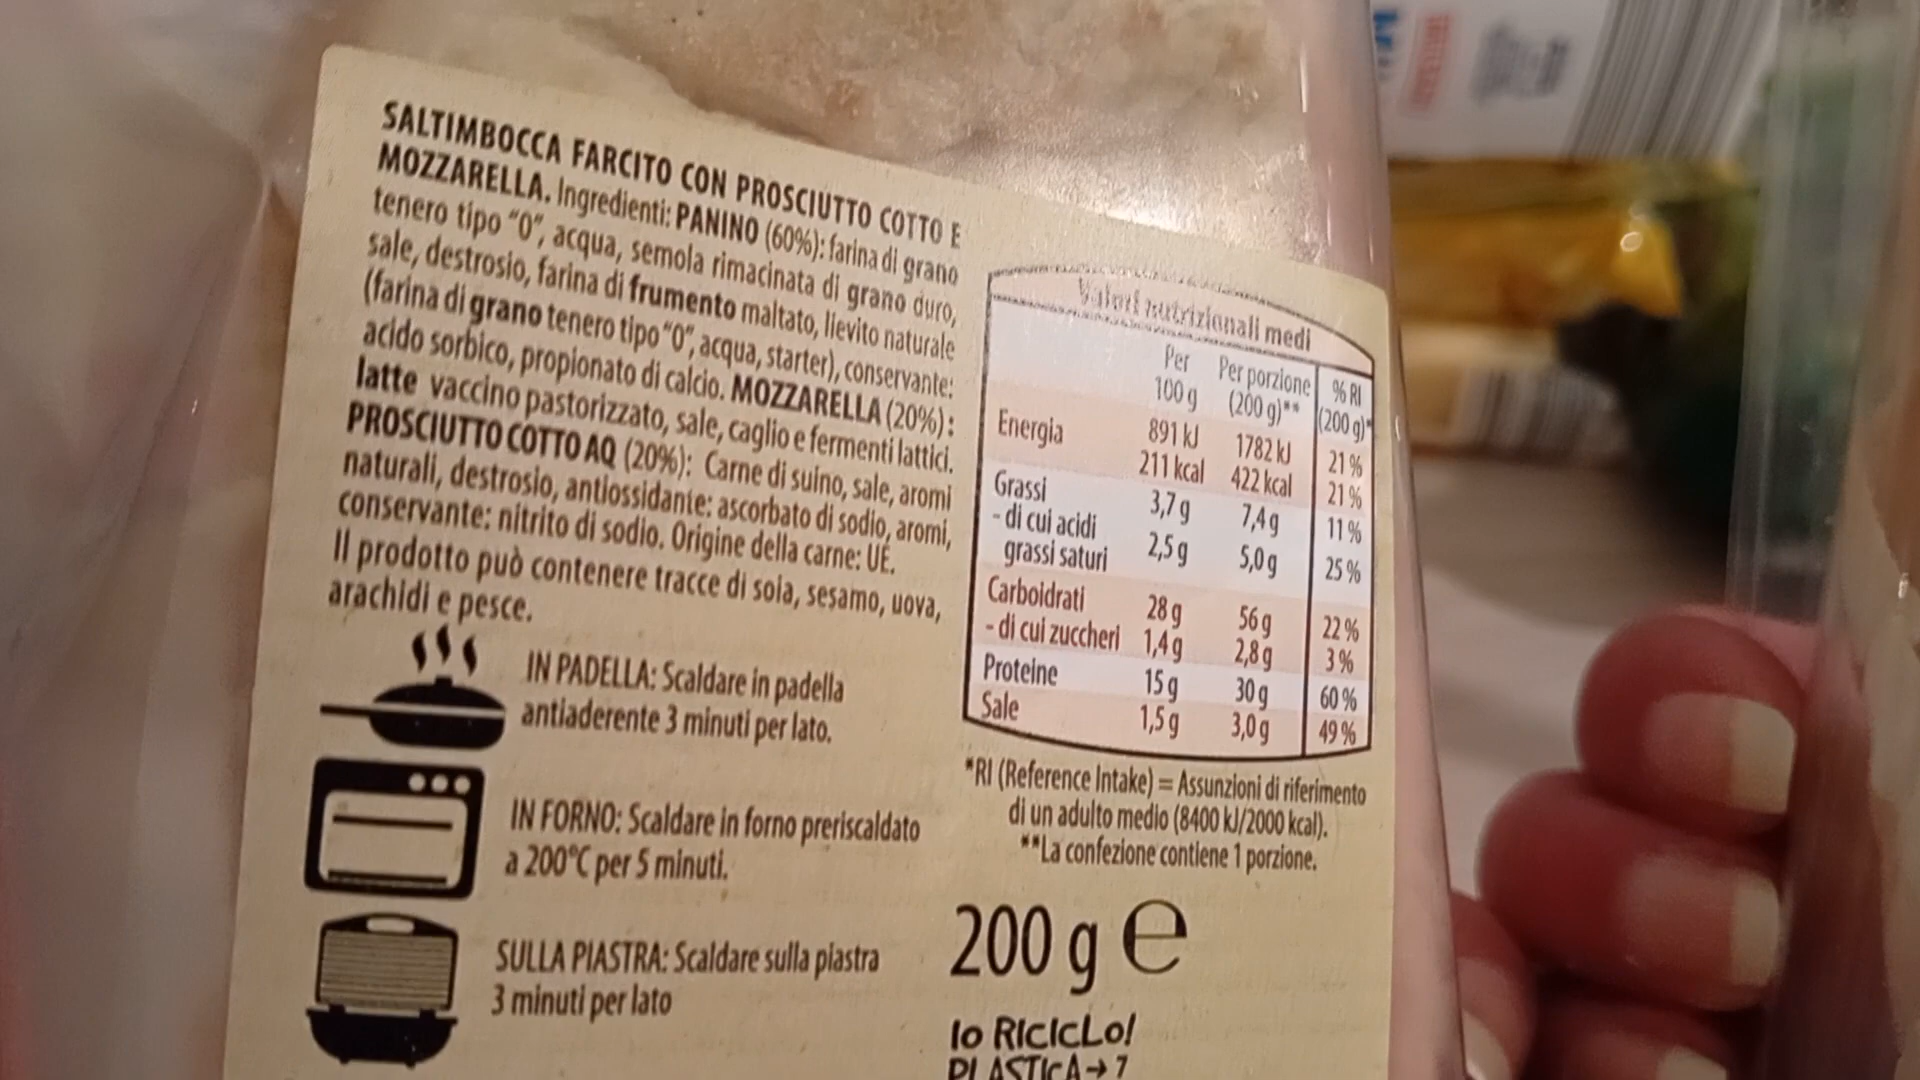 SALTIMBOCCA FARCITO CON PROSCIUTTO COTTO E
MOZZARELLA. Ingredienti: PANINO (60%): farina di grano
tenero tipo "0", acqua, semola rimacinata di grano duro,
sale, destrosio, farina di frumento maltato, lievito naturale
(farina di grano tenero tipo "0", acqua, starter), conservante:
acido sorbico, propionato di calcio. MOZZARELLA (20%):
latte vaccino pastorizzato, sale, caglio e fermenti lattici.
PROSCIUTTO COTTO AQ (20%): Carne di suino, sale, aromi
naturali, destrosio, antiossidante: ascorbato di sodio, aromi,
conservante: nitrito di sodio. Origine della carne: UE.
Il prodotto può contenere tracce di soia, sesamo, uova,
arachidi e pesce.
IN PADELLA: Scaldare in padella
antiaderente 3 minuti per lato.
IN FORNO: Scaldare in forno preriscaldato
a 200°C per 5 minuti.
SULLA PIASTRA: Scaldare sulla piastra
3 minuti per lato
Valori nutrizionali medi
Per 100 g Per porzione (200 g)** % RI (200 g)*
Energia 891 kJ 1782 kJ 21%
211 kcal 422 kcal 21%
Grassi 3,7 g 7,4 g 11%
- di cui acidi
grassi saturi 2,5 g 5,0 g 25%
Carboidrati 28 g 56 g 22%
- di cui zuccheri 1,4 g 2,8 g 3%
Proteine 15 g 30 g 60%
Sale 1,5 g 3,0 g 49%
*RI (Reference Intake) = Assunzioni di riferimento
di un adulto medio (8400 kJ/2000 kcal).
**La confezione contiene 1 porzione.
200 g e
Io RICICLo!
PLASTICA→7